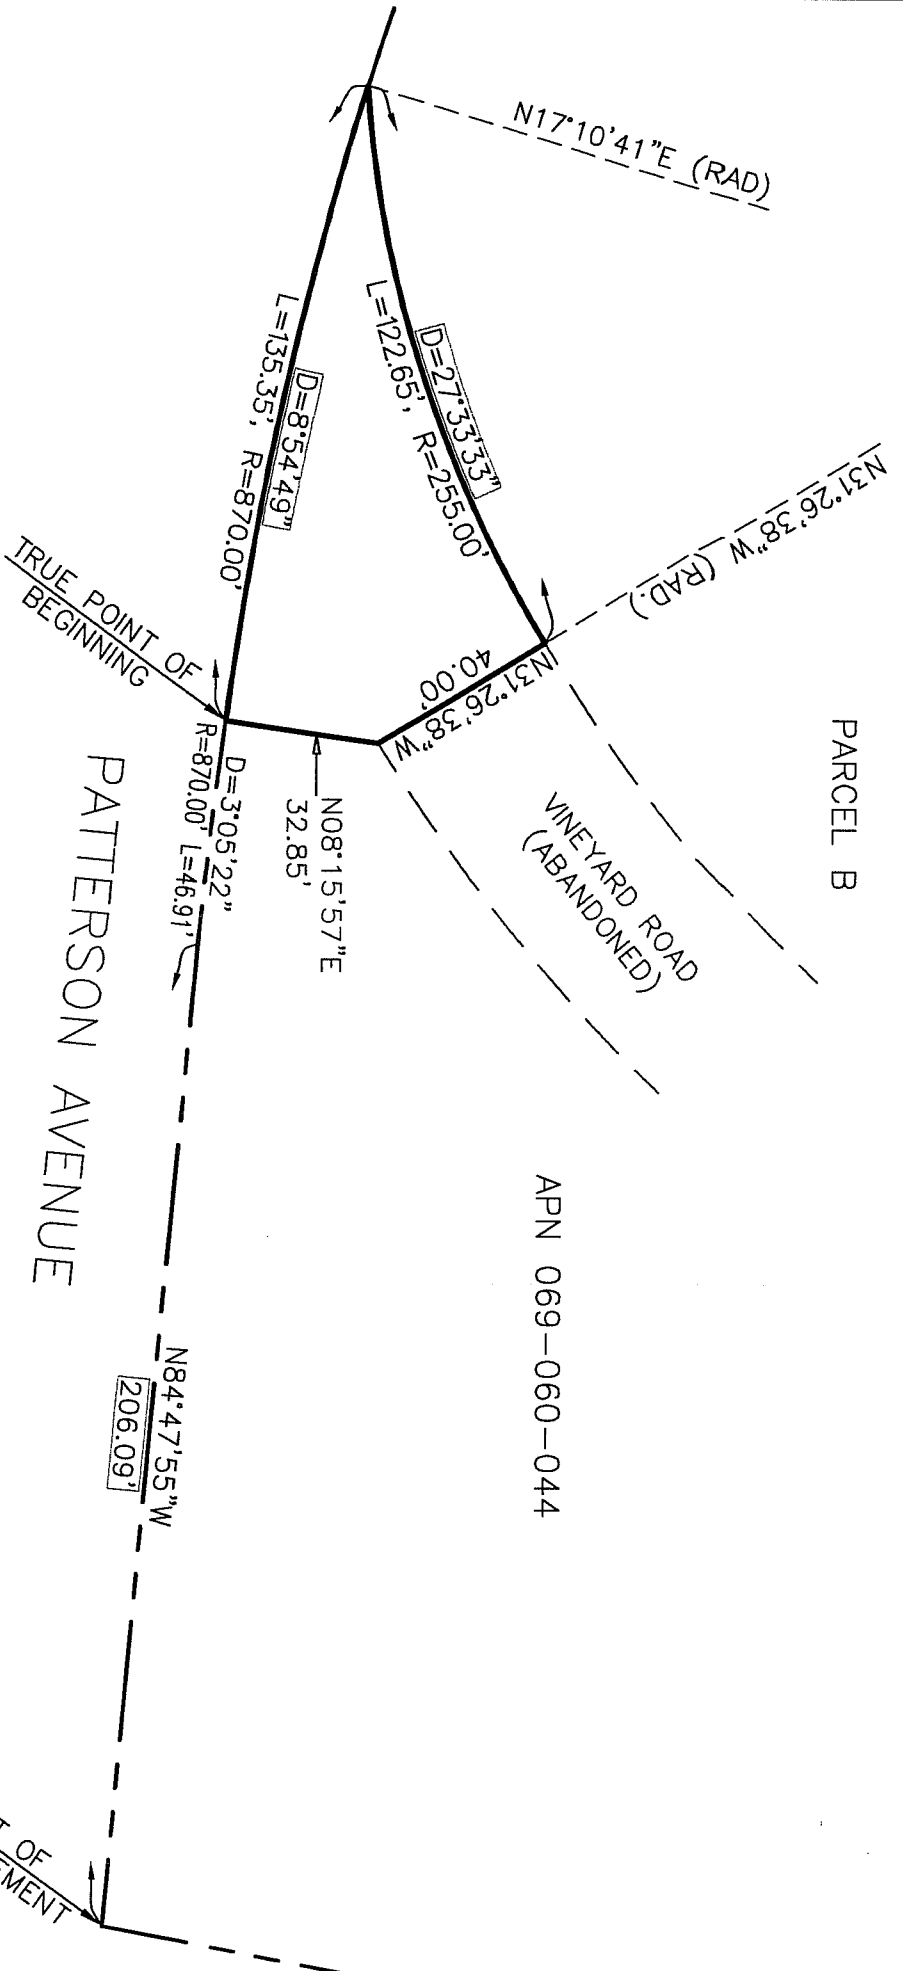 N17°10'41"E (RAD)
D=27°33'33"
L=122.65', R=255.00'
D=8°54'49"
L=135.35', R=870.00'
N31°26'38"W (RAD.)
N31°26'38"W
40.00'
TRUE POINT OF
BEGINNING
PARCEL B
VINEYARD ROAD
(ABANDONED)
N08°15'57"E
32.85'
D=3°05'22"
R=870.00' L=46.91'
PATTERSON AVENUE
APN 069-060-044
N84°47'55"W
206.09'
OF